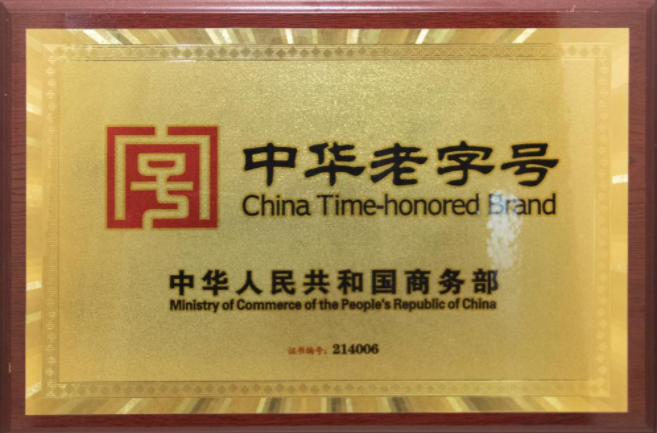 中华老字号
China Time-honored Brand
中华人民共和国商务部
Ministry of Commerce of the People's Republic of China
证书编号：214006